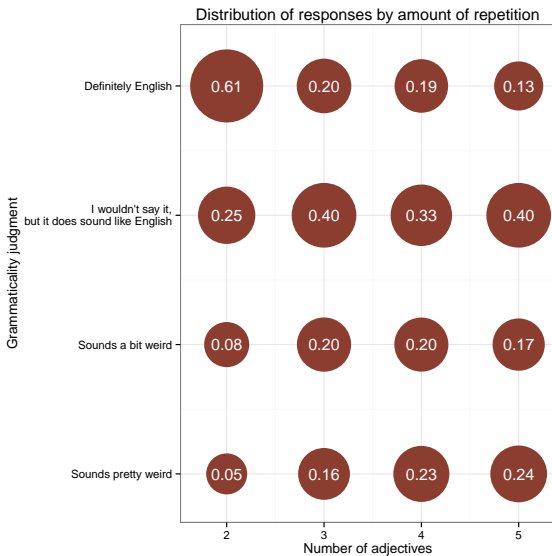 Distribution of responses by amount of repetition
Grammaticality judgment
Definitely English
0.61 0.20 0.19 0.13
I wouldn't say it,
but it does sound like English
0.25 0.40 0.33 0.40
Sounds a bit weird
0.08 0.20 0.20 0.17
Sounds pretty weird
0.05 0.16 0.23 0.24
2 3 4 5
Number of adjectives